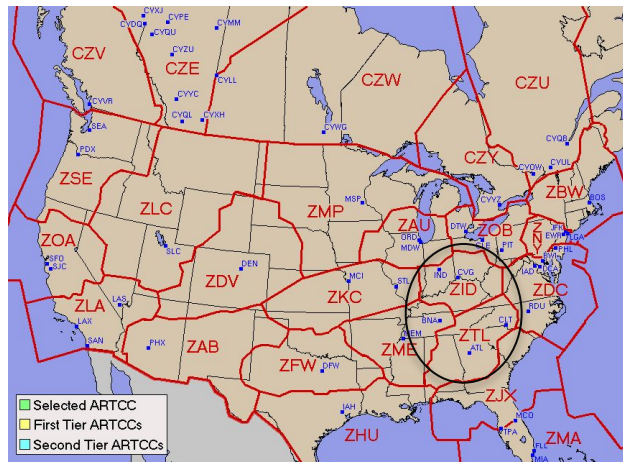 CYXJ
CYPE
CYDQ
CYMM
CYQU
CYZU
CZV
CZE
CZW
CZU
CYLL
CYYC
CYVR
CYQL
CYXH
CYWG
SEA
CYQB
CZY
CYOW
CYUL
PDX
ZSE
ZLC
ZMP
MSP
CYYZ
ZBW
BOS
ZAU
DTW
ZOB
ZNY
JFK
LGA
EWR
PHL
ORD
MDW
CLE
PIT
ZOA
SFO
SJC
SLC
DEN
ZDV
BWI
IAD
DCA
IND
CVG
ZID
ZDC
MCI
STL
ZKC
ZLA
LAS
RDU
BNA
CLT
LAX
SAN
PHX
ZAB
ZFW
DFW
MEM
ZME
ZTL
ATL
ZJX
IAH
ZHU
MCO
TPA
ZMA
FLL
MIA
Selected ARTCC
First Tier ARTCCs
Second Tier ARTCCs